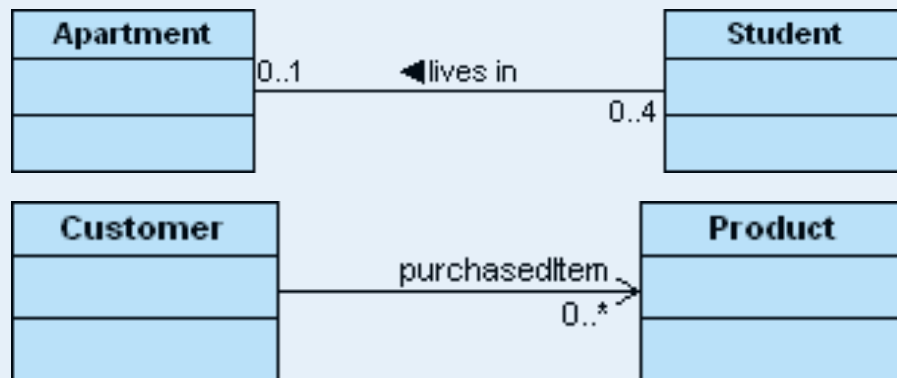 Apartment
Student
0..1
◀lives in
0..4
Customer
Product
purchasedItem
0..*